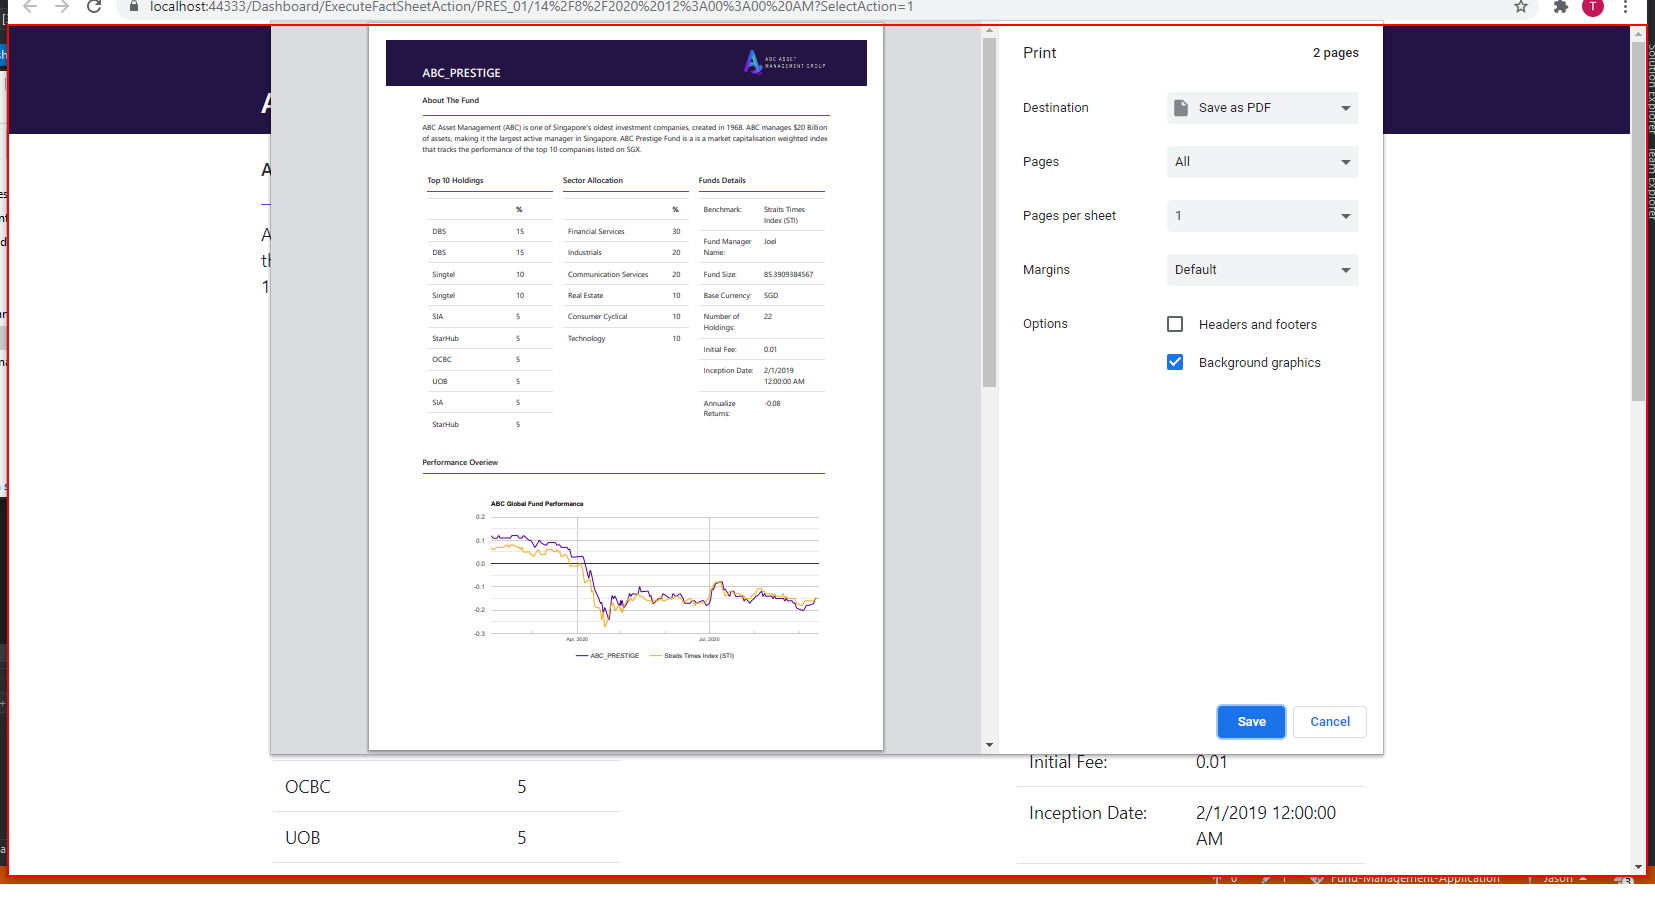 localhost:44333/Dashboard/ExecuteFactSheetAction/PRES_01/14%2F8%2F2020%2012%3A00%3A00%20AM?SelectAction=1
T
ABC_PRESTIGE
ABC ASSET
MANAGEMENT GROUP
About The Fund
ABC Asset Management (ABC) is one of Singapore's oldest investment companies, created in 1968. ABC manages $20 Billion
of assets, making it the largest active manager in Singapore. ABC Prestige Fund is a is a market capitalisation weighted index
that tracks the performance of the top 10 companies listed on SGX.
Top 10 Holdings
%
DBS 15
DBS 15
Singtel 10
Singtel 10
SIA 5
StarHub 5
OCBC 5
UOB 5
SIA 5
StarHub 5
Sector Allocation
%
Financial Services 30
Industrials 20
Communication Services 20
Real Estate 10
Consumer Cyclical 10
Technology 10
Funds Details
Benchmark: Straits Times
Index (STI)
Fund Manager Joel
Name:
Fund Size: 85.3909384567
Base Currency: SGD
Number of 22
Holdings:
Initial Fee: 0.01
Inception Date: 2/1/2019
12:00:00 AM
Annualize -0.08
Returns:
Performance Overiew
ABC Global Fund Performance
0.2
0.1
0.0
-0.1
-0.2
-0.3
Apr, 2020 Jul, 2020
ABC_PRESTIGE Straits Times Index (STI)
Print 2 pages
Destination Save as PDF
Pages All
Pages per sheet 1
Margins Default
Options Headers and footers
Background graphics
Save Cancel
OCBC 5
UOB 5
Initial Fee: 0.01
Inception Date: 2/1/2019 12:00:00
AM
Solution Explorer
Team Explorer
0 1 Fund-Management-Application Jason 3